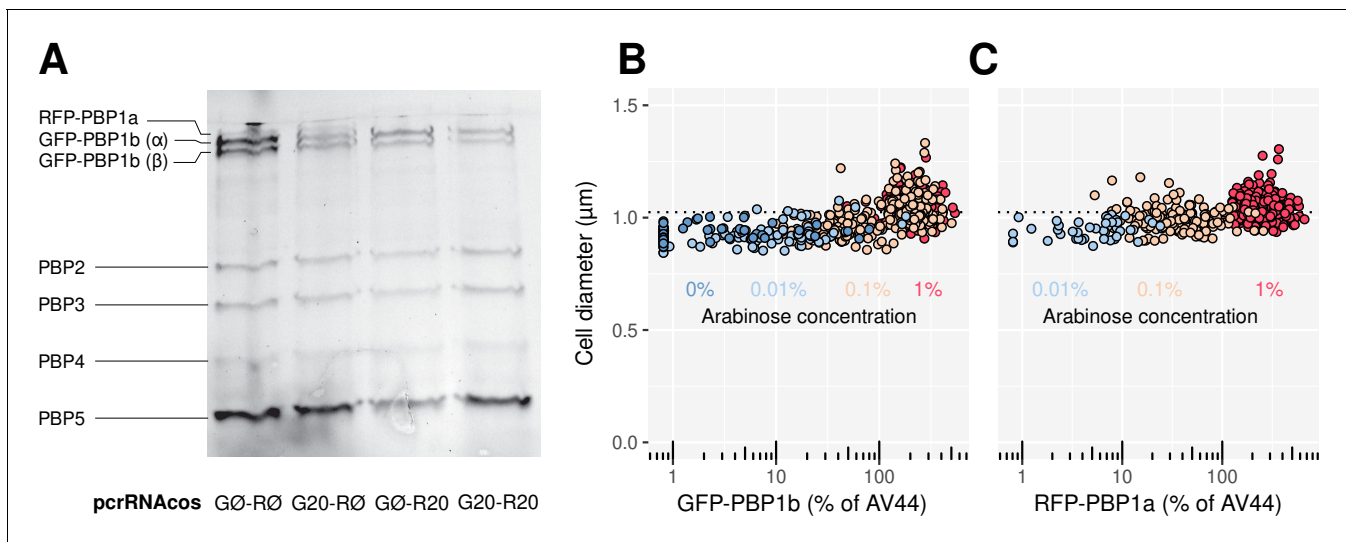 A
RFP-PBP1a
GFP-PBP1b (α)
GFP-PBP1b (β)
PBP2
PBP3
PBP4
PBP5
pcrRNAcos GØ-RØ G20-RØ GØ-R20 G20-R20
B
Cell diameter (µm)
1.5
1.0
0.5
0.0
0% 0.01% 0.1% 1%
Arabinose concentration
1 10 100
GFP-PBP1b (% of AV44)
C
0.01% 0.1% 1%
Arabinose concentration
1 10 100
RFP-PBP1a (% of AV44)